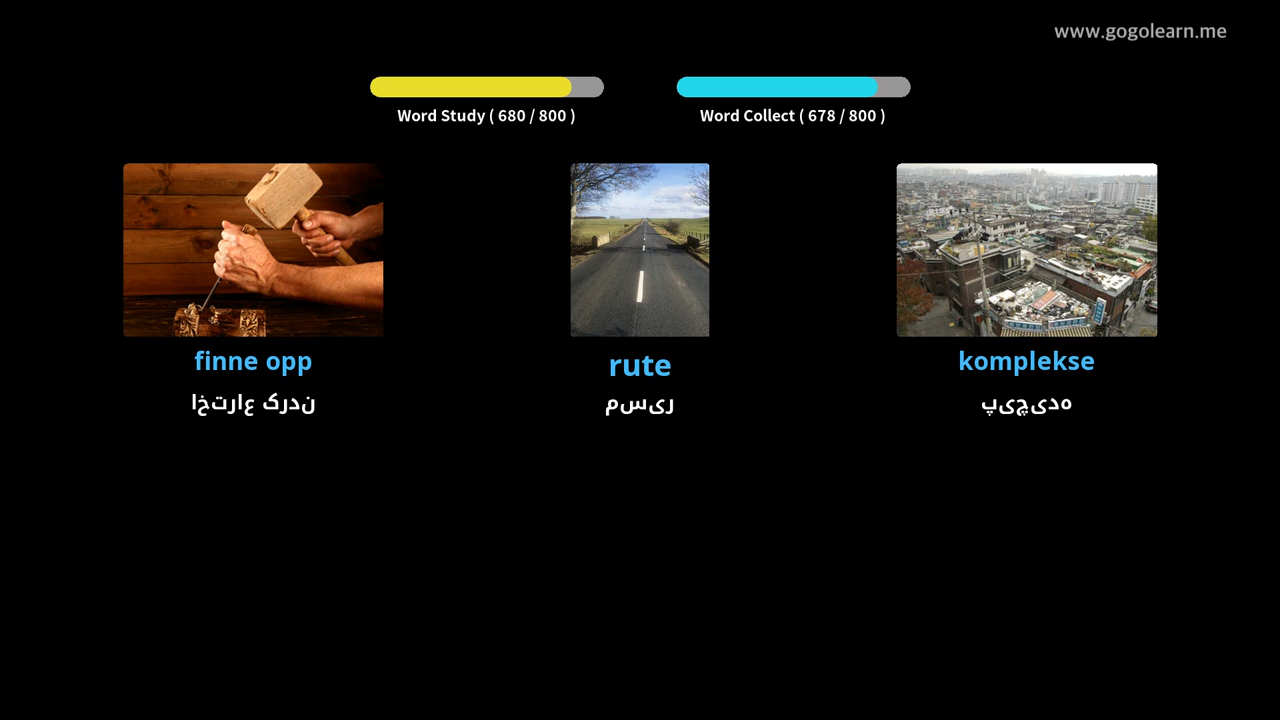 www.gogolearn.me
Word Study ( 680 / 800 )
Word Collect ( 678 / 800 )
finne opp
rute
komplekse
اختراع کردن
مسیر
پیچیده